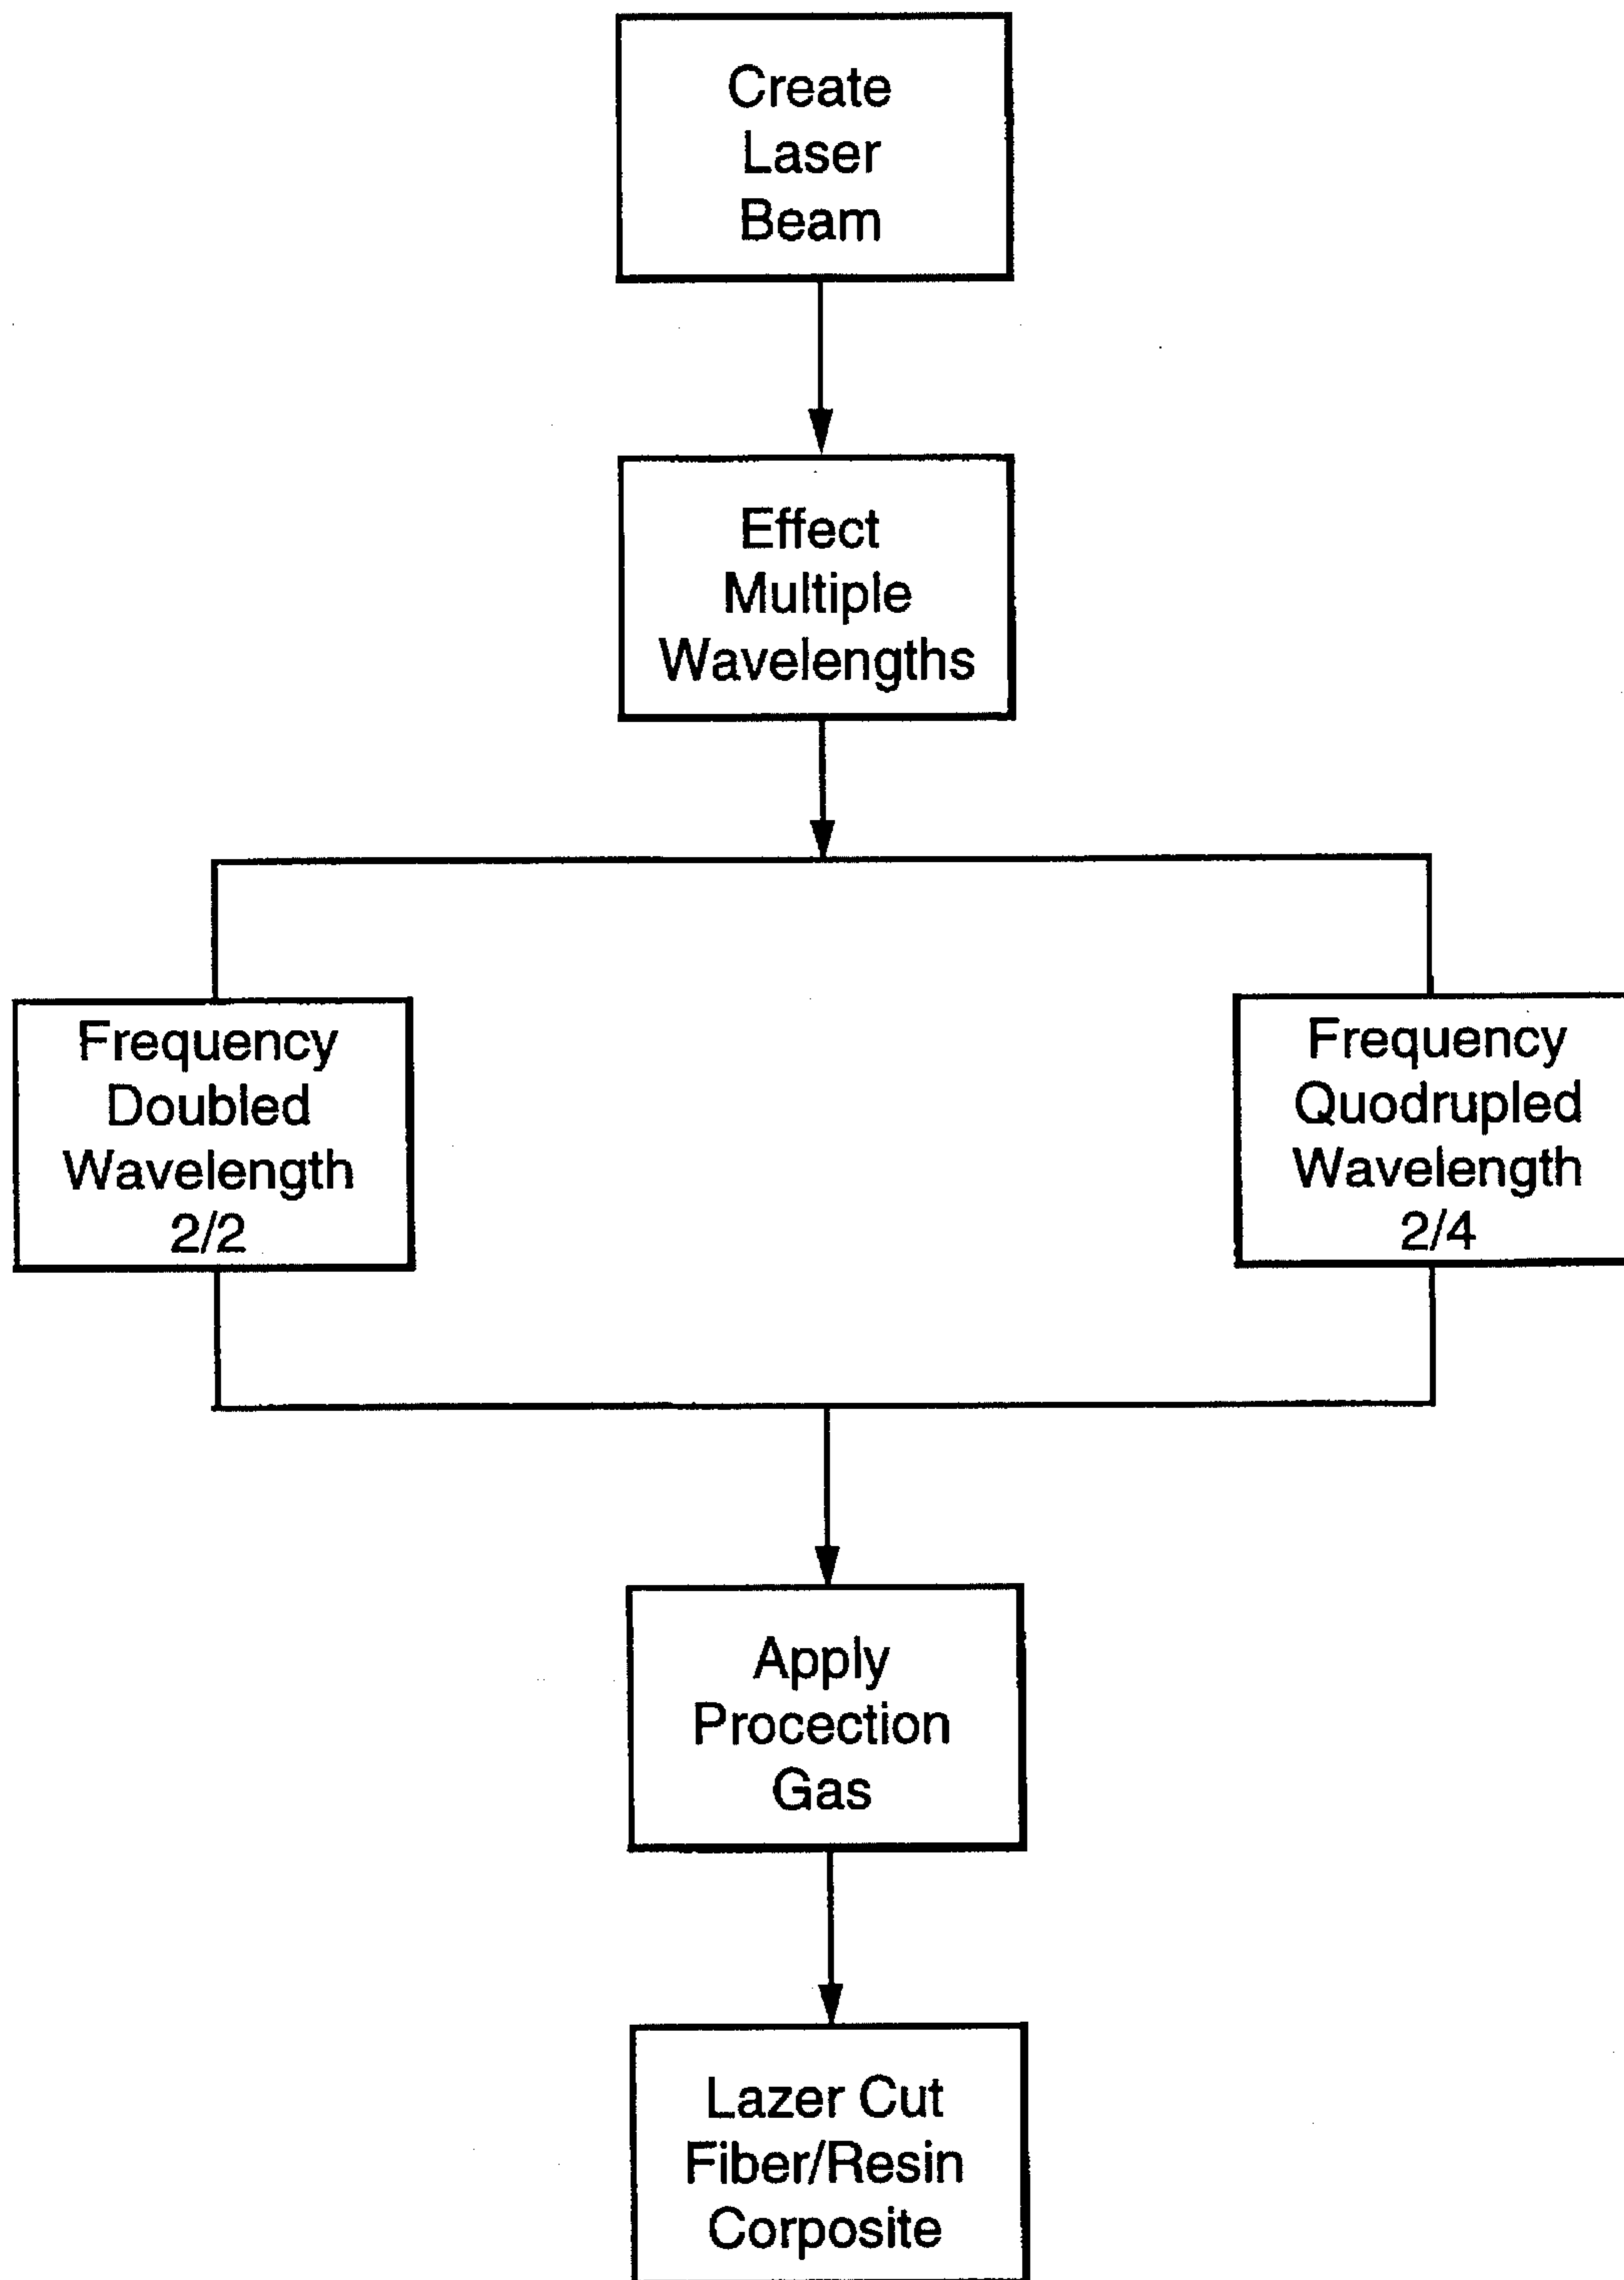 Create
Laser
Beam
Effect
Multiple
Wavelengths
Frequency
Doubled
Wavelength
2/2
Frequency
Quodrupled
Wavelength
2/4
Apply
Procection
Gas
Lazer Cut
Fiber/Resin
Corposite